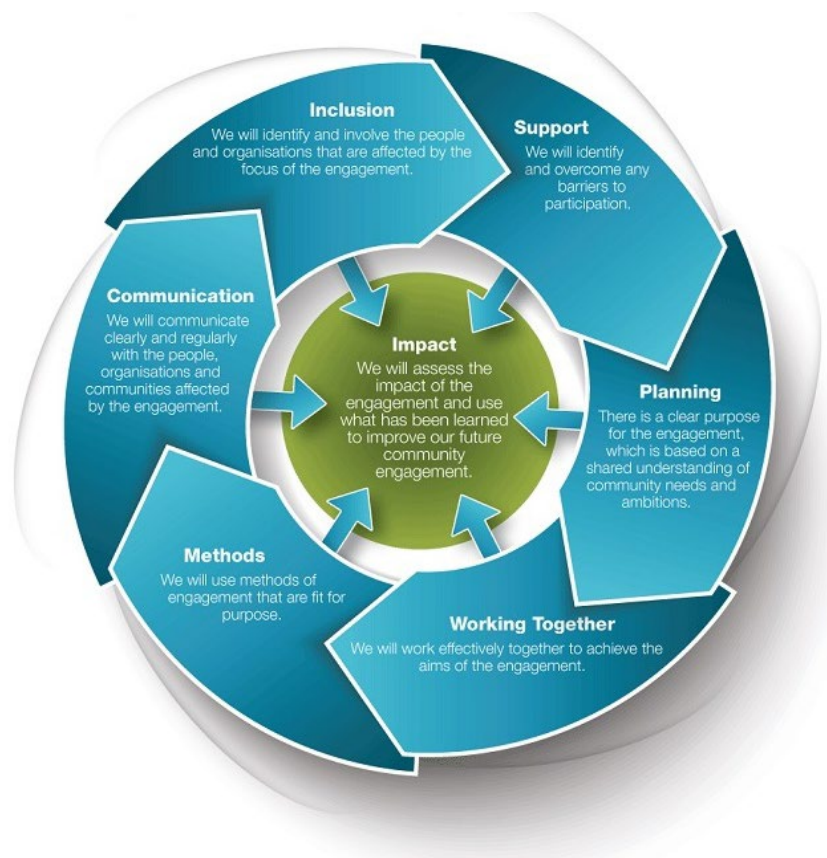 Inclusion
We will identify and involve the people
and organisations that are affected by the
focus of the engagement.
Support
We will identify
and overcome any
barriers to
participation.
Planning
There is a clear purpose
for the engagement,
which is based on a
shared understanding of
community needs and
ambitions.
Working Together
We will work effectively together to achieve the
aims of the engagement.
Methods
We will use methods of
engagement that are fit for
purpose.
Communication
We will communicate
clearly and regularly
with the people,
organisations and
communities affected
by the engagement.
Impact
We will assess the
impact of the
engagement and use
what has been learned
to improve our future
community
engagement.